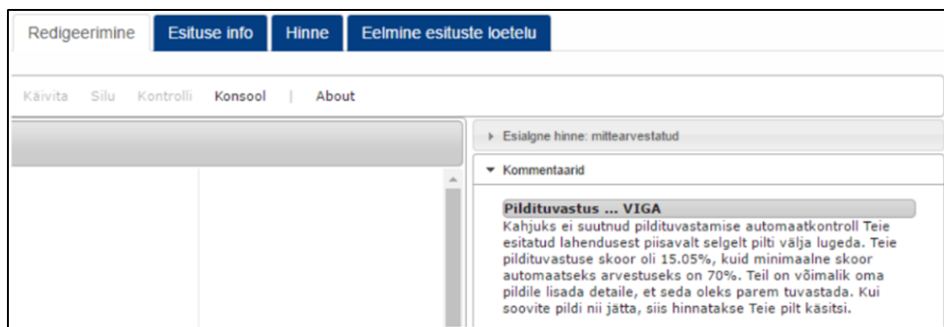 Redigeerimine Esituse info Hinne Eelmine esituste loetelu
Käivita Silu Kontrolli Konsool | About
Esialgne hinne: mittearvestatud
Kommentaarid
Pildituvastus ... VIGA
Kahjuks ei suutnud pildituvastamise automaatkontroll Teie
esitatud lahendusest piisavalt selgelt pilti välja lugeda. Teie
pildituvastuse skoor oli 15.05%, kuid minimaalne skoor
automaatseks arvestuseks on 70%. Teil on võimalik oma
pildile lisada detaile, et seda oleks parem tuvastada. Kui
soovite pildi nii jätta, siis hinnatakse Teie pilt käsitsi.